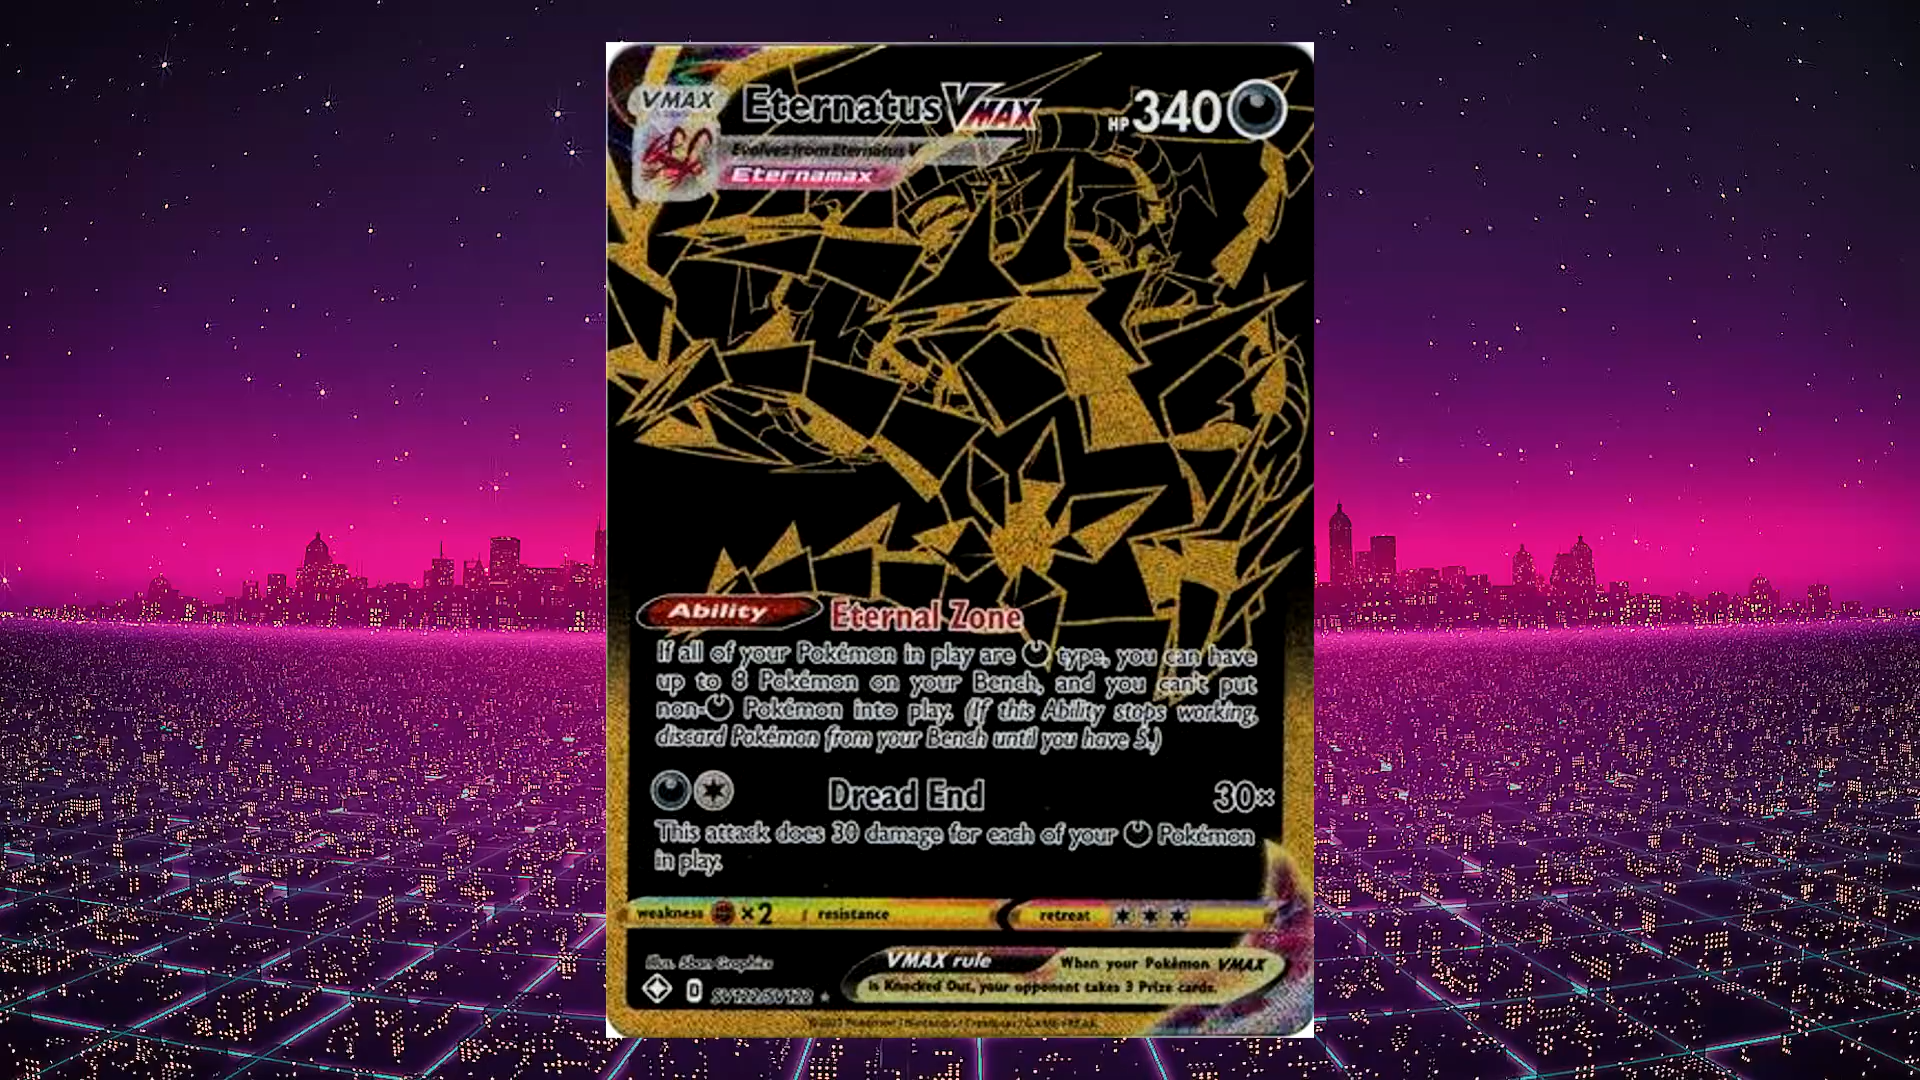 VMAX
Eternatus VMAX
HP 340
Evolves from Eternatus V
Eternamax
Ability Eternal Zone
If all of your Pokémon in play are type, you can have
up to 8 Pokémon on your Bench, and you can't put
non- Pokémon into play. (If this Ability stops working,
discard Pokémon from your Bench until you have 5.)
Dread End 30×
This attack does 30 damage for each of your Pokémon
in play.
weakness ×2 resistance retreat
Illus. 5ban Graphics
VMAX rule When your Pokémon VMAX
is Knocked Out, your opponent takes 3 Prize cards.
D SV122/SV122